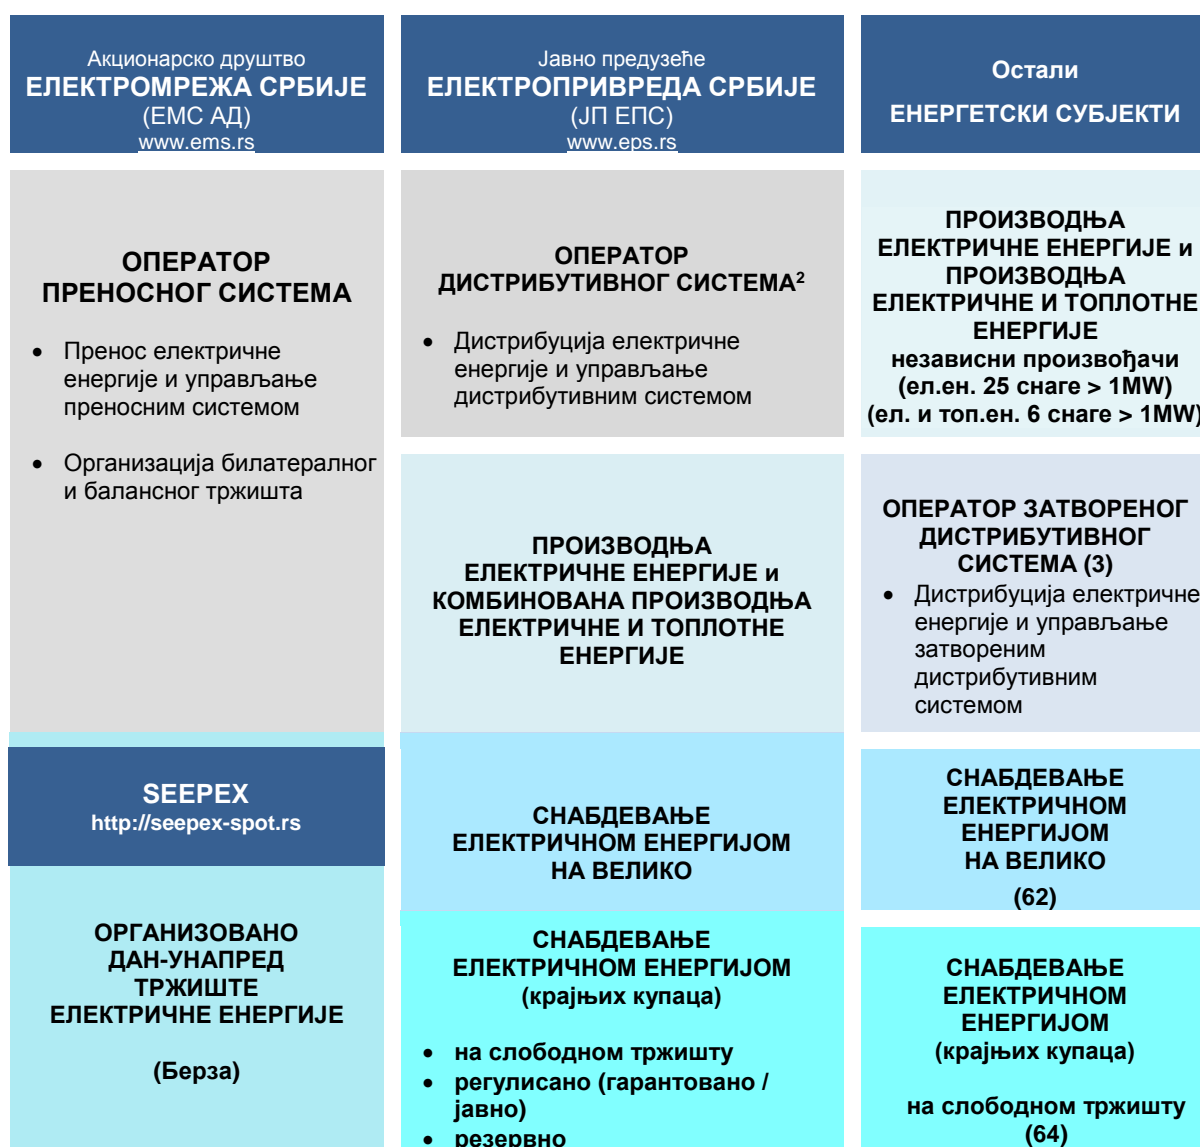 Акционарско друштво
ЕЛЕКТРОМРЕЖА СРБИЈЕ
(ЕМС АД)
www.ems.rs
Јавно предузеће
ЕЛЕКТРОПРИВРЕДА СРБИЈЕ
(ЈП ЕПС)
www.eps.rs
Остали
ЕНЕРГЕТСКИ СУБЈЕКТИ
ОПЕРАТОР
ПРЕНОСНОГ СИСТЕМА
• Пренос електричне
енергије и управљање
преносним системом
• Организација билатералног
и балансног тржишта
ОПЕРАТОР
ДИСТРИБУТИВНОГ СИСТЕМА²
• Дистрибуција електричне
енергије и управљање
дистрибутивним системом
ПРОИЗВОДЊА
ЕЛЕКТРИЧНЕ ЕНЕРГИЈЕ и
ПРОИЗВОДЊА
ЕЛЕКТРИЧНЕ И ТОПЛОТНЕ
ЕНЕРГИЈЕ
независни произвођачи
(ел.ен. 25 снаге > 1MW)
(ел. и топ.ен. 6 снаге > 1MW)
ПРОИЗВОДЊА
ЕЛЕКТРИЧНЕ ЕНЕРГИЈЕ и
КОМБИНОВАНА ПРОИЗВОДЊА
ЕЛЕКТРИЧНЕ И ТОПЛОТНЕ
ЕНЕРГИЈЕ
ОПЕРАТОР ЗАТВОРЕНОГ
ДИСТРИБУТИВНОГ
СИСТЕМА (3)
• Дистрибуција електричне
енергије и управљање
затвореним
дистрибутивним
системом
SEEPEX
http://seepex-spot.rs
СНАБДЕВАЊЕ
ЕЛЕКТРИЧНОМ ЕНЕРГИЈОМ
НА ВЕЛИКО
СНАБДЕВАЊЕ
ЕЛЕКТРИЧНОМ
ЕНЕРГИЈОМ
НА ВЕЛИКО
(62)
ОРГАНИЗОВАНО
ДАН-УНАПРЕД
ТРЖИШТЕ
ЕЛЕКТРИЧНЕ ЕНЕРГИЈЕ
(Берза)
СНАБДЕВАЊЕ
ЕЛЕКТРИЧНОМ ЕНЕРГИЈОМ
(крајњих купаца)
• на слободном тржишту
• регулисано (гарантовано /
јавно)
• резервно
СНАБДЕВАЊЕ
ЕЛЕКТРИЧНОМ
ЕНЕРГИЈОМ
(крајњих купаца)
на слободном тржишту
(64)